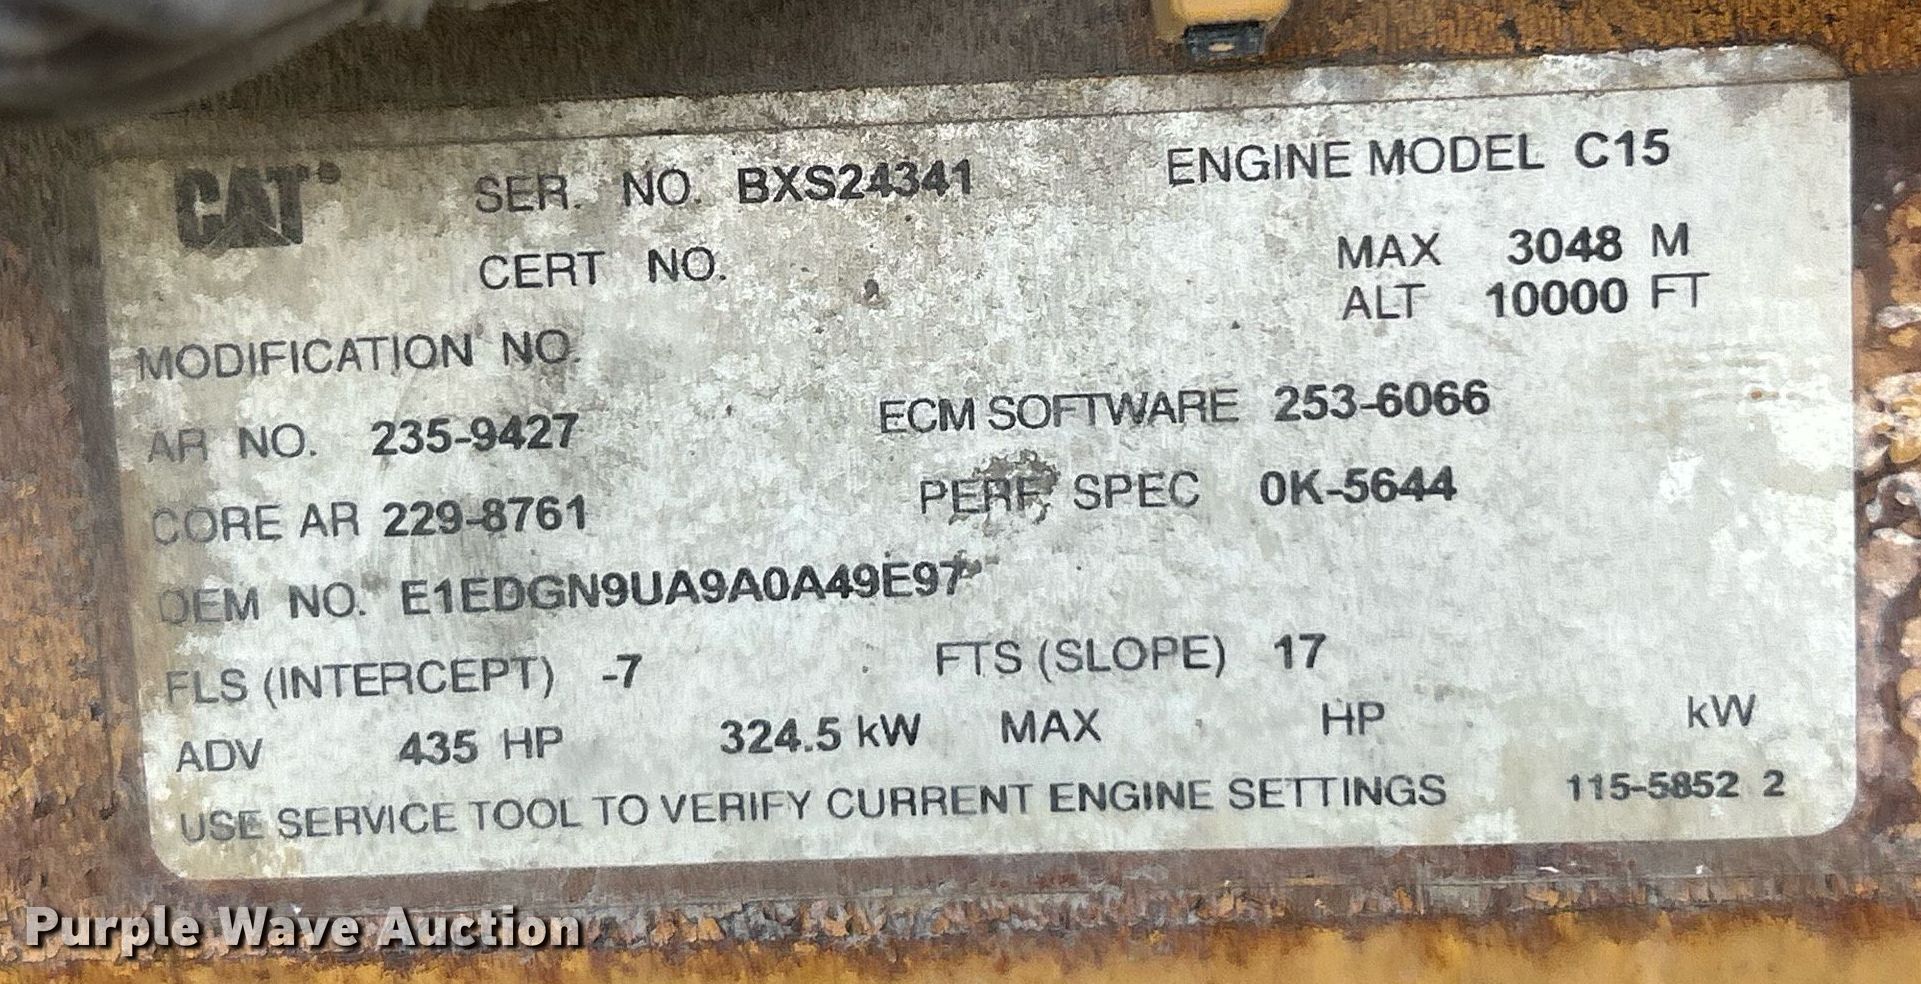 CAT® SER. NO. BXS24341 ENGINE MODEL C15
CERT NO. MAX 3048 M
ALT 10000 FT
MODIFICATION NO.
AR NO. 235-9427 ECM SOFTWARE 253-6066
CORE AR 229-8761 PERF. SPEC 0K-5644
OEM NO. E1EDGN9UA9A0A49E97
FLS (INTERCEPT) -7 FTS (SLOPE) 17
ADV 435 HP 324.5 kW MAX HP kW
USE SERVICE TOOL TO VERIFY CURRENT ENGINE SETTINGS 115-5852 2
Purple Wave Auction